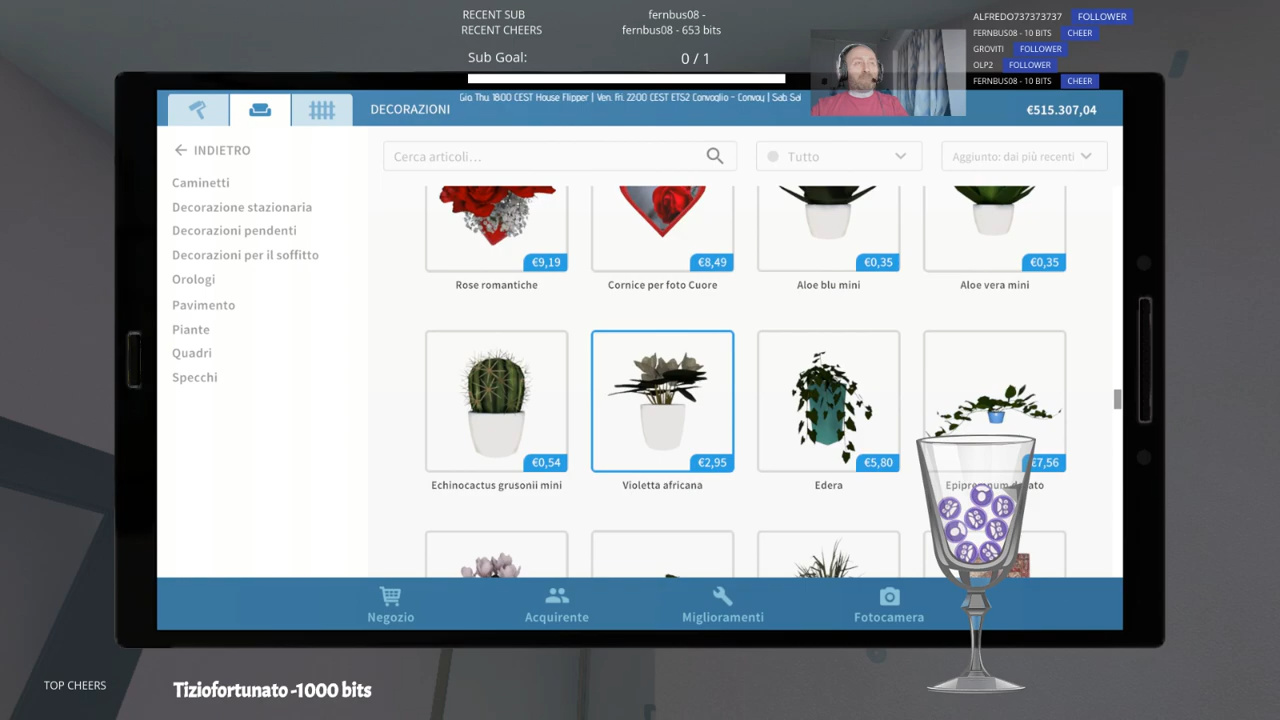 RECENT SUB
fernbus08 -
RECENT CHEERS
fernbus08 - 653 bits
Sub Goal:
0 / 1
ALFREDO737373737 FOLLOWER
FERNBUS08 - 10 BITS CHEER
GROVITI FOLLOWER
OLP2 FOLLOWER
FERNBUS08 - 10 BITS CHEER
Gio Thu. 18:00 CEST House Flipper | Ven. Fri. 22:00 CEST ETS2 Convoglio - Convoy | Sab Sat
DECORAZIONI
€515.307,04
INDIETRO
Cerca articoli...
Tutto
Aggiunto: dai più recenti
Caminetti
Decorazione stazionaria
Decorazioni pendenti
Decorazioni per il soffitto
Orologi
Pavimento
Piante
Quadri
Specchi
€9,19
€8,49
€0,35
€0,35
Rose romantiche
Cornice per foto Cuore
Aloe blu mini
Aloe vera mini
€0,54
€2,95
€5,80
€7,56
Echinocactus grusonii mini
Violetta africana
Edera
Negozio
Acquirente
Miglioramenti
Fotocamera
TOP CHEERS
Tiziofortunato -1000 bits